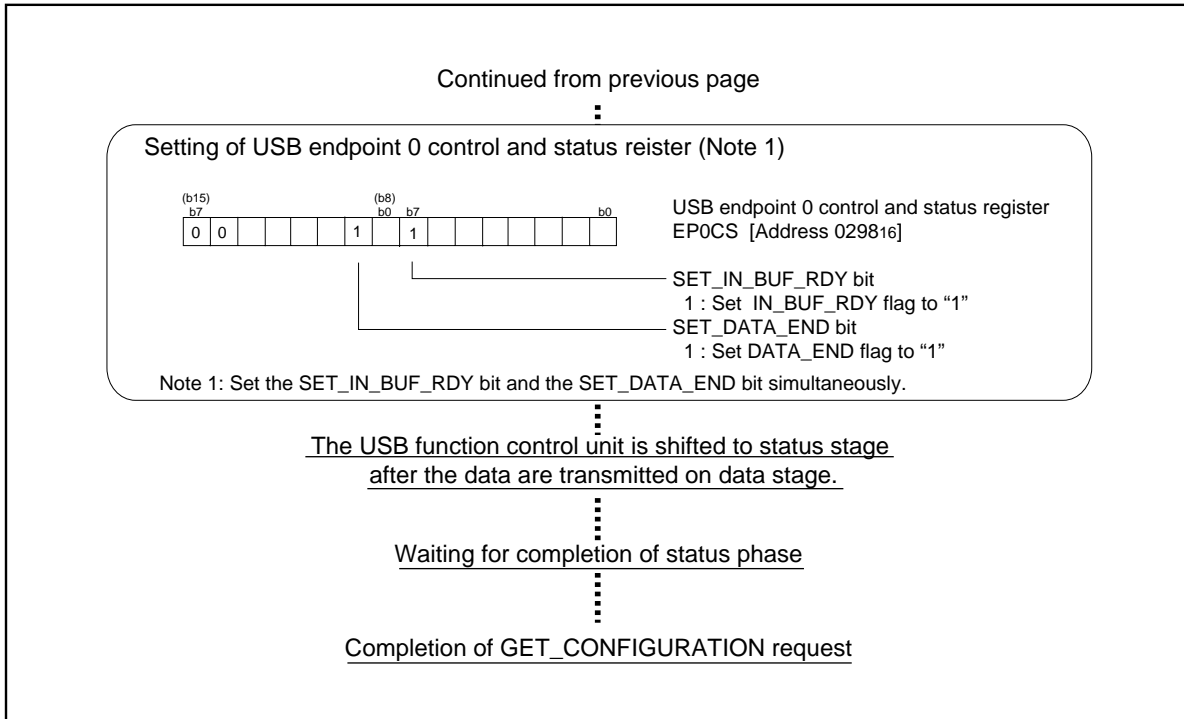 Continued from previous page
Setting of USB endpoint 0 control and status reister (Note 1)
(b15) (b8)
b7 b0 b7 b0
0 0 1 1
USB endpoint 0 control and status register
EP0CS [Address 029816]
SET_IN_BUF_RDY bit
1 : Set IN_BUF_RDY flag to “1”
SET_DATA_END bit
1 : Set DATA_END flag to “1”
Note 1: Set the SET_IN_BUF_RDY bit and the SET_DATA_END bit simultaneously.
The USB function control unit is shifted to status stage
after the data are transmitted on data stage.
Waiting for completion of status phase
Completion of GET_CONFIGURATION request